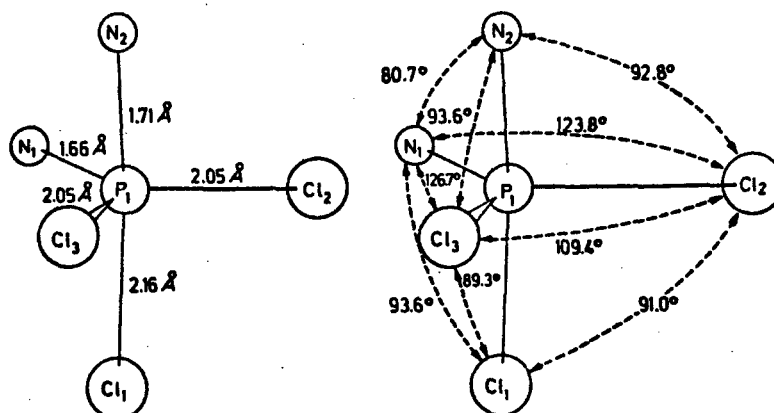 N₂
1.71 Å
N₁
1.66 Å
2.05 Å
P₁
2.05 Å
Cl₂
Cl₃
2.16 Å
Cl₁
N₂
80.7°
92.8°
93.6°
N₁
123.8°
126.7°
P₁
Cl₂
Cl₃
109.4°
89.3°
93.6°
91.0°
Cl₁